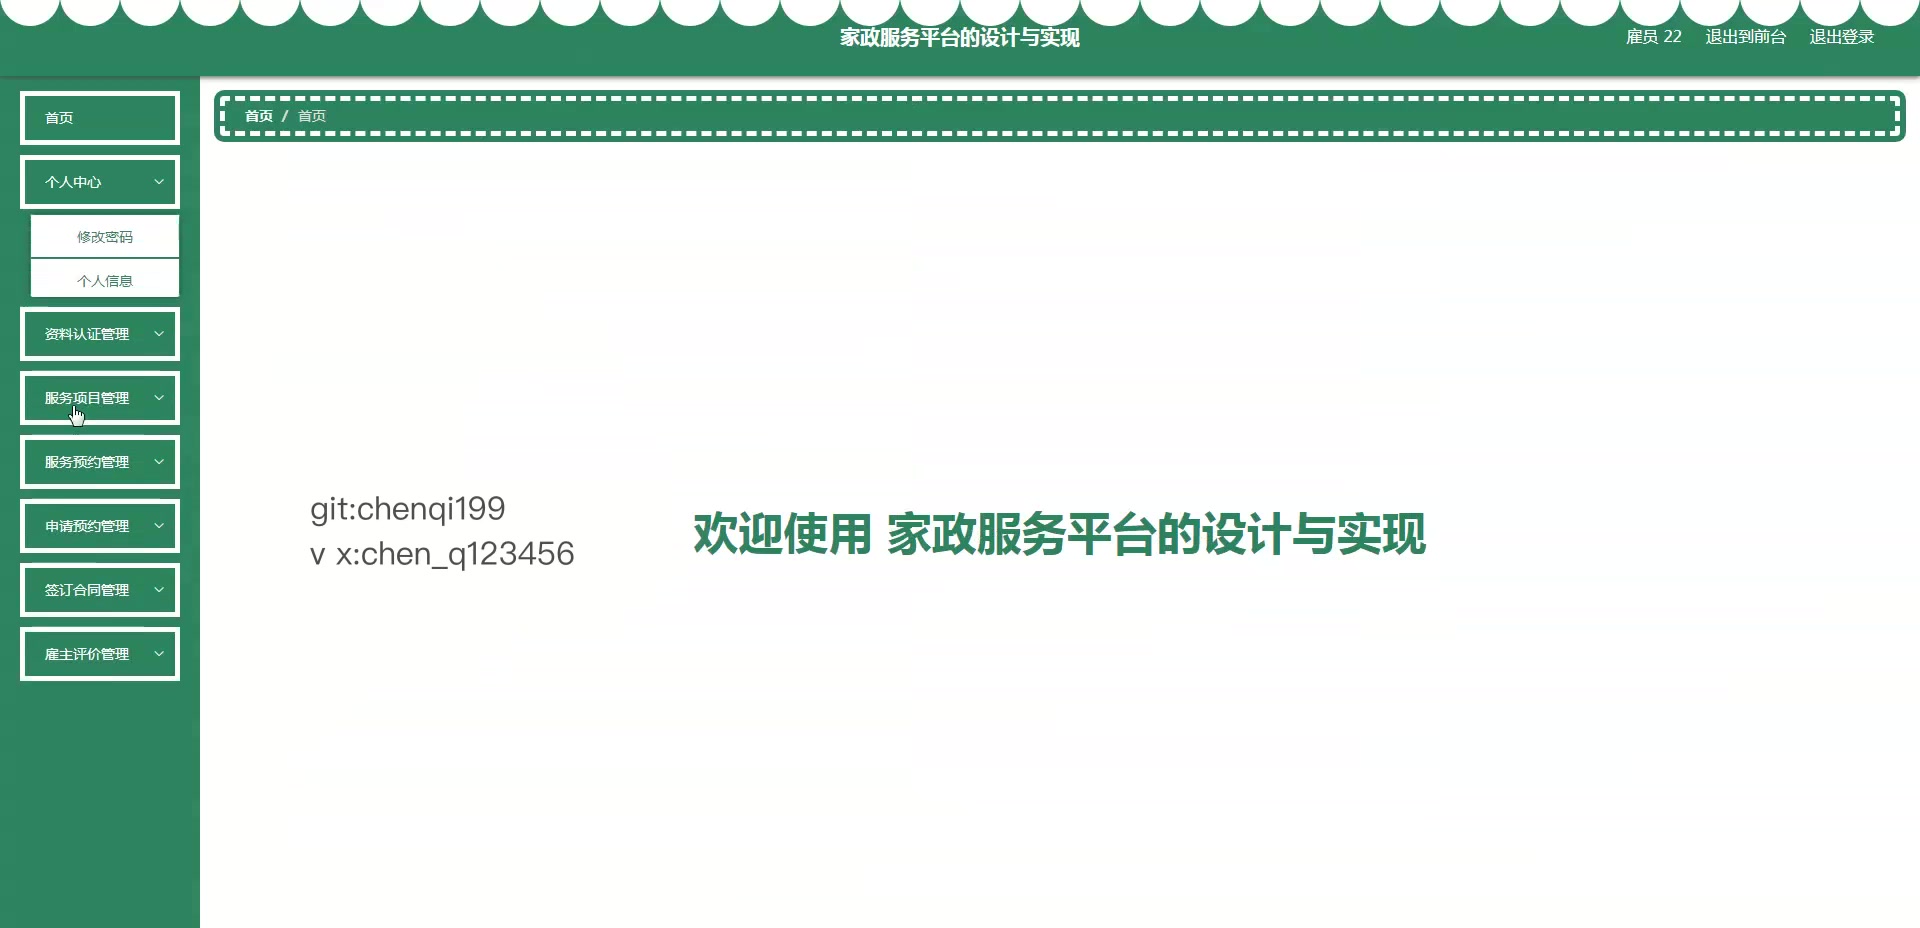 家政服务平台的设计与实现
雇员 22 退出到前台 退出登录
首页
首页 / 首页
个人中心
修改密码
个人信息
资料认证管理
服务项目管理
服务预约管理
申请预约管理
签订合同管理
雇主评价管理
git:chenqi199
v x:chen_q123456
欢迎使用 家政服务平台的设计与实现